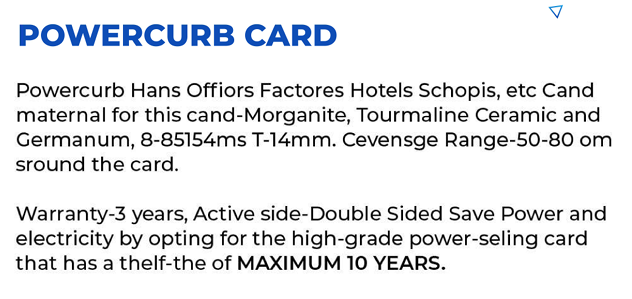 POWERCURB CARD
Powercurb Hans Offiors Factores Hotels Schopis, etc Cand
maternal for this cand-Morganite, Tourmaline Ceramic and
Germanum, 8-85154ms T-14mm. Cevensge Range-50-80 om
sround the card.
Warranty-3 years, Active side-Double Sided Save Power and
electricity by opting for the high-grade power-seling card
that has a thelf-the of MAXIMUM 10 YEARS.